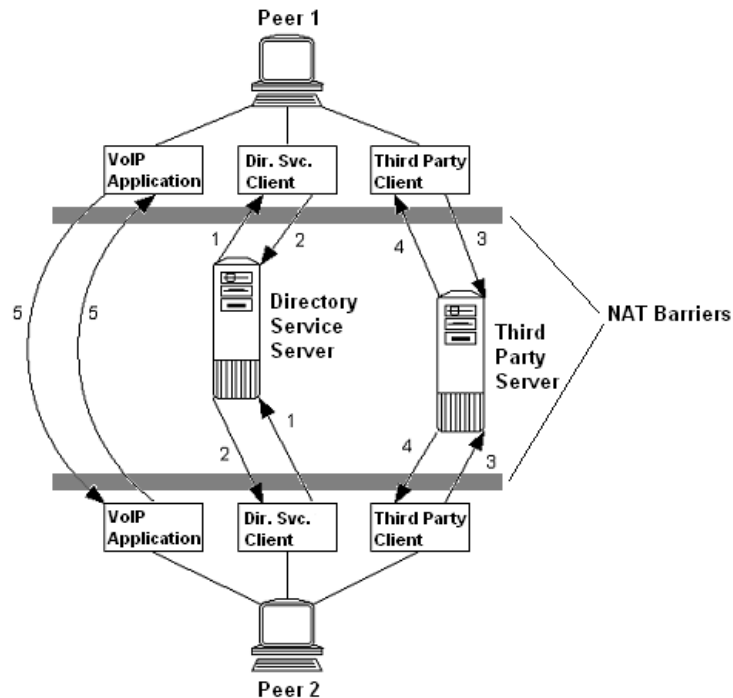 Peer 1
VoIP
Application
Dir. Svc.
Client
Third Party
Client
1
2
4
3
5
5
Directory
Service
Server
Third
Party
Server
NAT Barriers
2
1
4
3
VoIP
Application
Dir. Svc.
Client
Third Party
Client
Peer 2